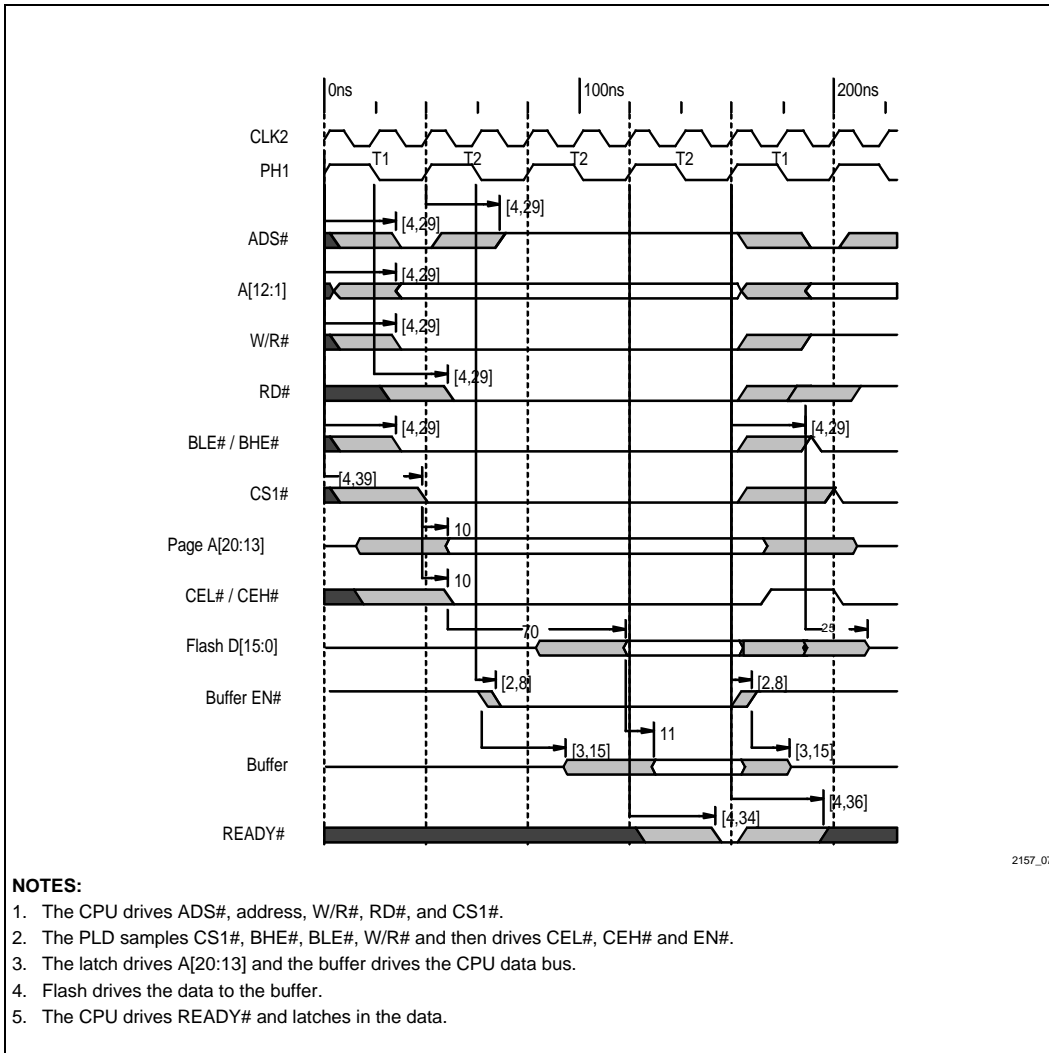 0ns 100ns 200ns
CLK2
T1 T2 T2 T2 T1
PH1
[4,29]
[4,29]
ADS#
[4,29]
A[12:1]
[4,29]
W/R#
[4,29]
RD#
[4,29] [4,29]
BLE# / BHE#
[4,39]
CS1#
10
Page A[20:13]
10
CEL# / CEH#
70 25
Flash D[15:0]
[2,8] [2,8]
Buffer EN#
11
[3,15] [3,15]
Buffer
[4,36]
[4,34]
READY#
2157_07
NOTES:
1. The CPU drives ADS#, address, W/R#, RD#, and CS1#.
2. The PLD samples CS1#, BHE#, BLE#, W/R# and then drives CEL#, CEH# and EN#.
3. The latch drives A[20:13] and the buffer drives the CPU data bus.
4. Flash drives the data to the buffer.
5. The CPU drives READY# and latches in the data.